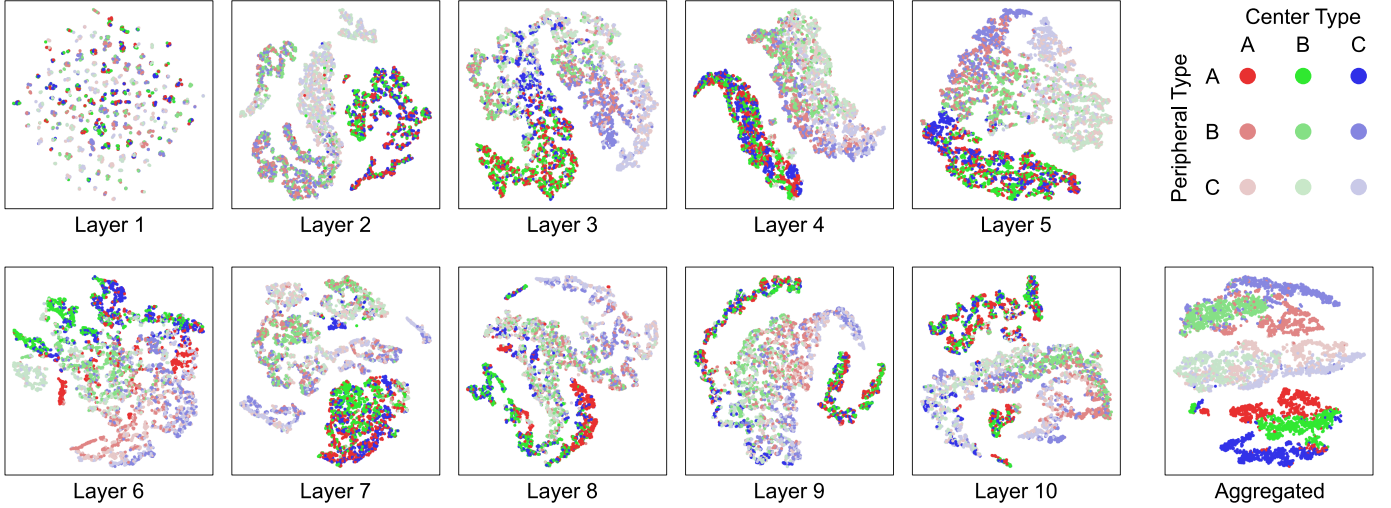 Center Type
A B C
Peripheral Type
A
B
C
Layer 1
Layer 2
Layer 3
Layer 4
Layer 5
Layer 6
Layer 7
Layer 8
Layer 9
Layer 10
Aggregated